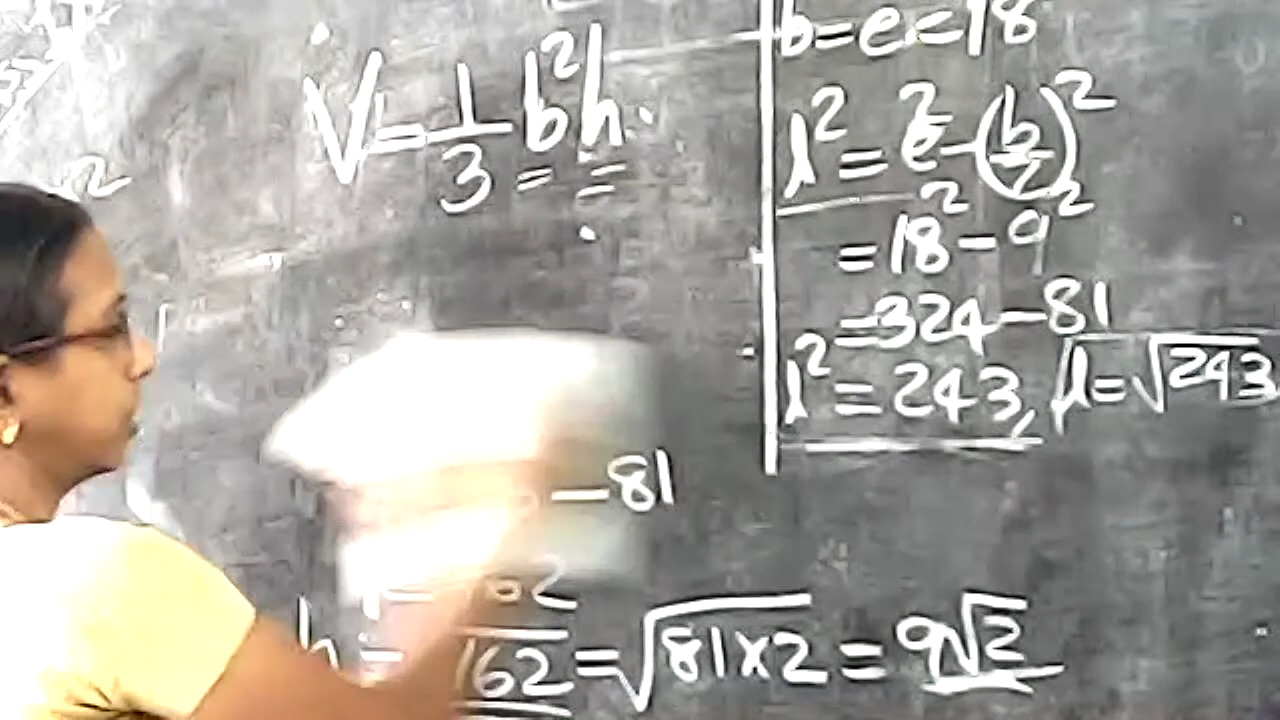 V = 1/3 b²h
b = e = 18
l² = e² - (b/2)²
= 18² - 9²
= 324 - 81
l² = 243, l = √243
- 81
h = √162 = √81×2 = 9√2